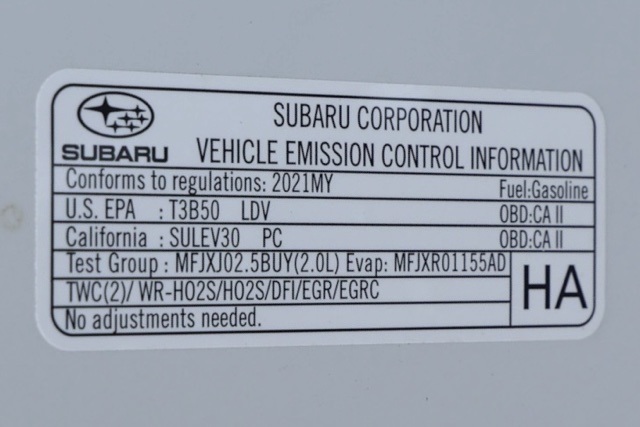 SUBARU CORPORATION
SUBARU VEHICLE EMISSION CONTROL INFORMATION
Conforms to regulations: 2021MY Fuel:Gasoline
U.S. EPA : T3B50 LDV OBD:CA II
California : SULEV30 PC OBD:CA II
Test Group : MFJXJ02.5BUY(2.0L) Evap: MFJXR01155AD
TWC(2)/ WR-HO2S/HO2S/DFI/EGR/EGRC HA
No adjustments needed.